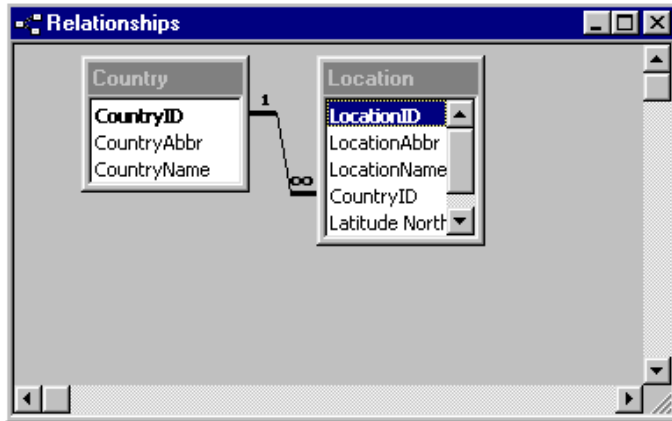 Relationships
Country
CountryID
CountryAbbr
CountryName
1
∞
Location
LocationID
LocationAbbr
LocationName
CountryID
Latitude North